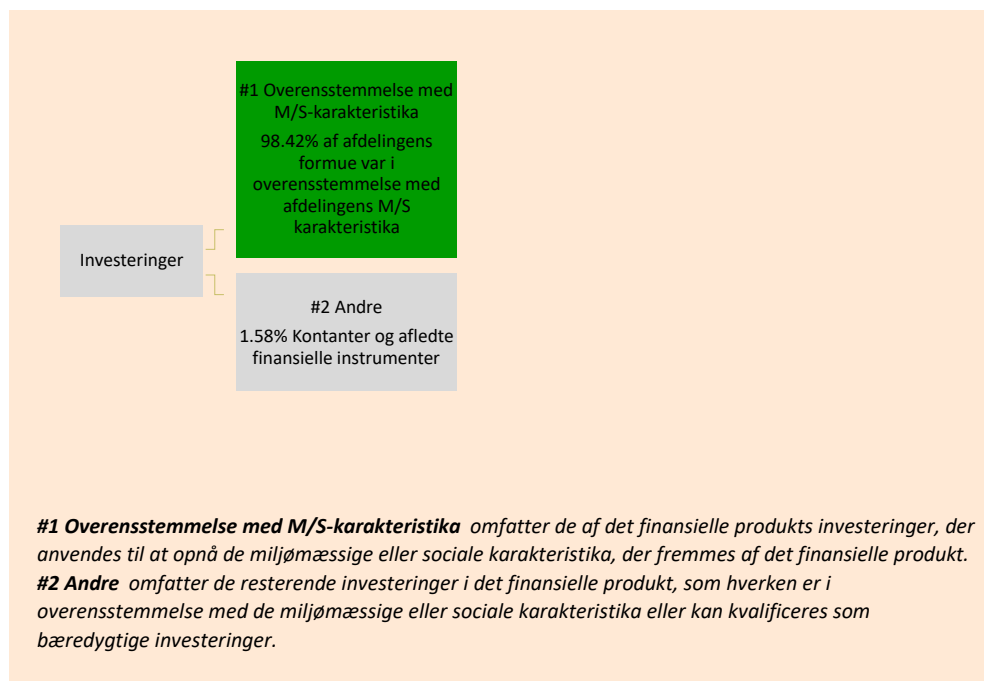 #1 Overensstemmelse med
M/S-karakteristika
98.42% af afdelingens
formue var i
overensstemmelse med
afdelingens M/S
karakteristika
Investeringer
#2 Andre
1.58% Kontanter og afledte
finansielle instrumenter
#1 Overensstemmelse med M/S-karakteristika omfatter de af det finansielle produkts investeringer, der
anvendes til at opnå de miljømæssige eller sociale karakteristika, der fremmes af det finansielle produkt.
#2 Andre omfatter de resterende investeringer i det finansielle produkt, som hverken er i
overensstemmelse med de miljømæssige eller sociale karakteristika eller kan kvalificeres som
bæredygtige investeringer.